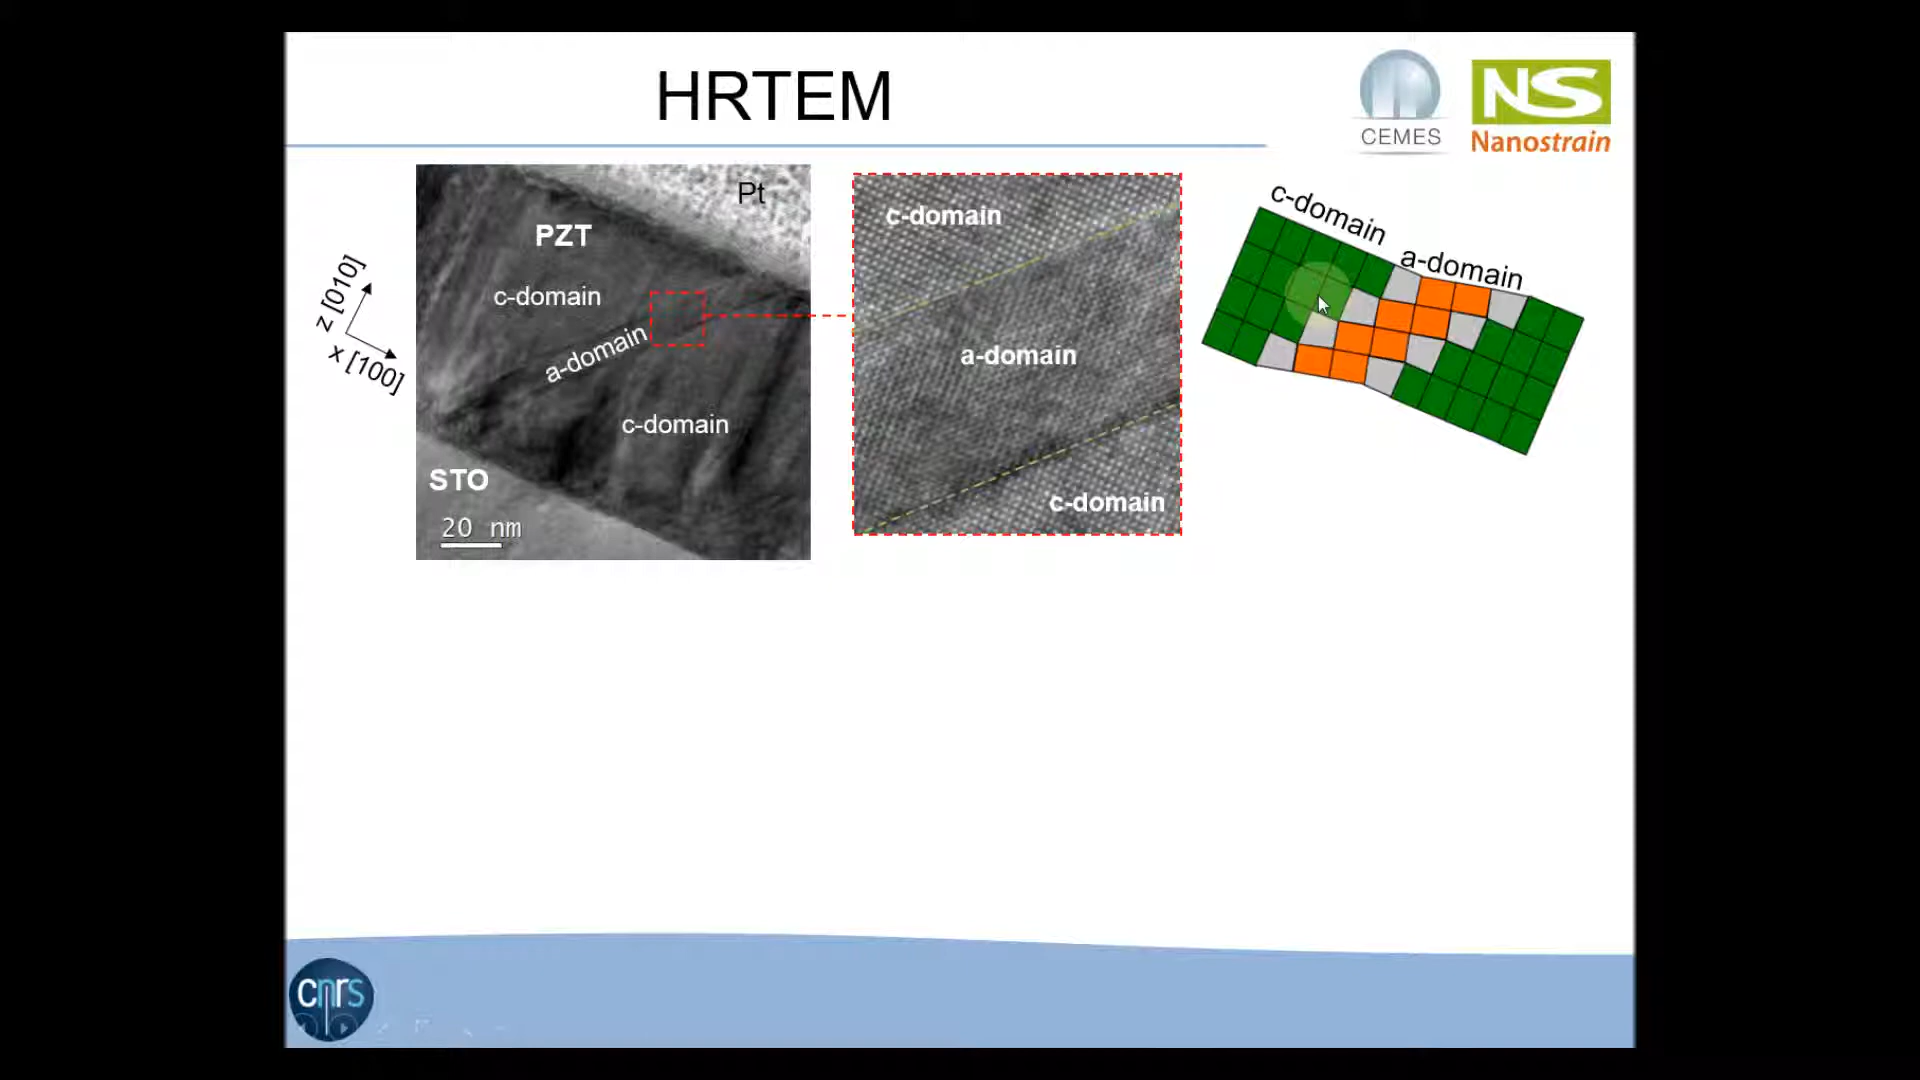 HRTEM
CEMES
NS
Nanostrain
Pt
PZT
c-domain
a-domain
c-domain
STO
20 nm
z [010]
x [100]
c-domain
a-domain
c-domain
c-domain
a-domain
cnrs